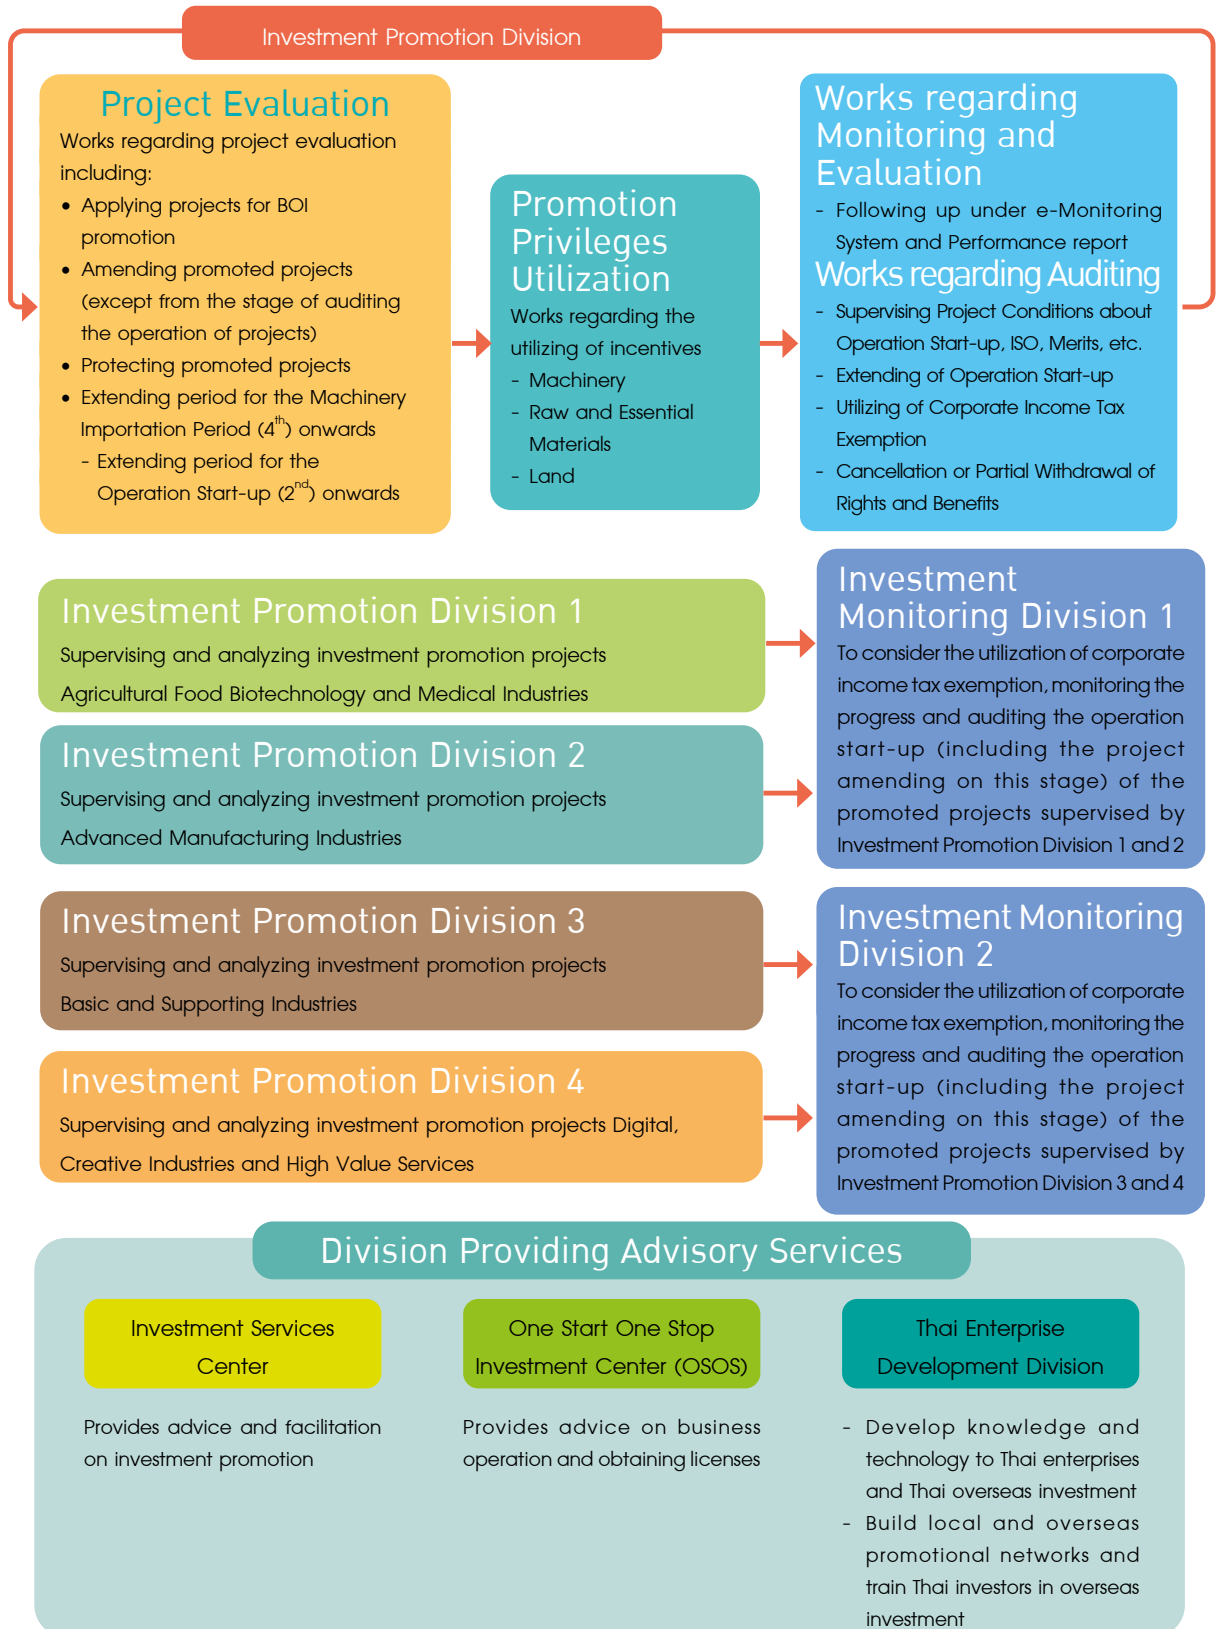 Investment Promotion Division
Project Evaluation
Works regarding project evaluation
including:
• Applying projects for BOI
promotion
• Amending promoted projects
(except from the stage of auditing
the operation of projects)
• Protecting promoted projects
• Extending period for the Machinery
Importation Period (4th) onwards
- Extending period for the
Operation Start-up (2nd) onwards
Promotion
Privileges
Utilization
Works regarding the
utilizing of incentives
- Machinery
- Raw and Essential
Materials
- Land
Works regarding
Monitoring and
Evaluation
- Following up under e-Monitoring
System and Performance report
Works regarding Auditing
- Supervising Project Conditions about
Operation Start-up, ISO, Merits, etc.
- Extending of Operation Start-up
- Utilizing of Corporate Income Tax
Exemption
- Cancellation or Partial Withdrawal of
Rights and Benefits
Investment Promotion Division 1
Supervising and analyzing investment promotion projects
Agricultural Food Biotechnology and Medical Industries
Investment Promotion Division 2
Supervising and analyzing investment promotion projects
Advanced Manufacturing Industries
Investment
Monitoring Division 1
To consider the utilization of corporate
income tax exemption, monitoring the
progress and auditing the operation
start-up (including the project
amending on this stage) of the
promoted projects supervised by
Investment Promotion Division 1 and 2
Investment Promotion Division 3
Supervising and analyzing investment promotion projects
Basic and Supporting Industries
Investment Promotion Division 4
Supervising and analyzing investment promotion projects Digital,
Creative Industries and High Value Services
Investment Monitoring
Division 2
To consider the utilization of corporate
income tax exemption, monitoring the
progress and auditing the operation
start-up (including the project
amending on this stage) of the
promoted projects supervised by
Investment Promotion Division 3 and 4
Division Providing Advisory Services
Investment Services
Center
Provides advice and facilitation
on investment promotion
One Start One Stop
Investment Center (OSOS)
Provides advice on business
operation and obtaining licenses
Thai Enterprise
Development Division
- Develop knowledge and
technology to Thai enterprises
and Thai overseas investment
- Build local and overseas
promotional networks and
train Thai investors in overseas
investment